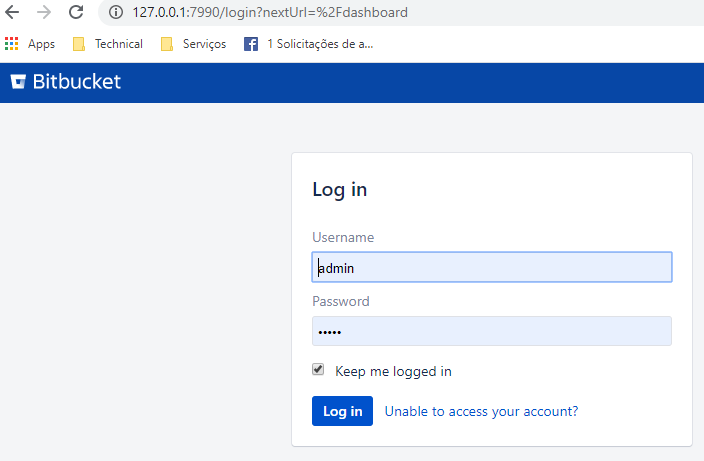 127.0.0.1:7990/login?nextUrl=%2Fdashboard
Apps Technical Serviços 1 Solicitações de a...
Bitbucket
Log in
Username
admin
Password
•••••
Keep me logged in
Log in Unable to access your account?